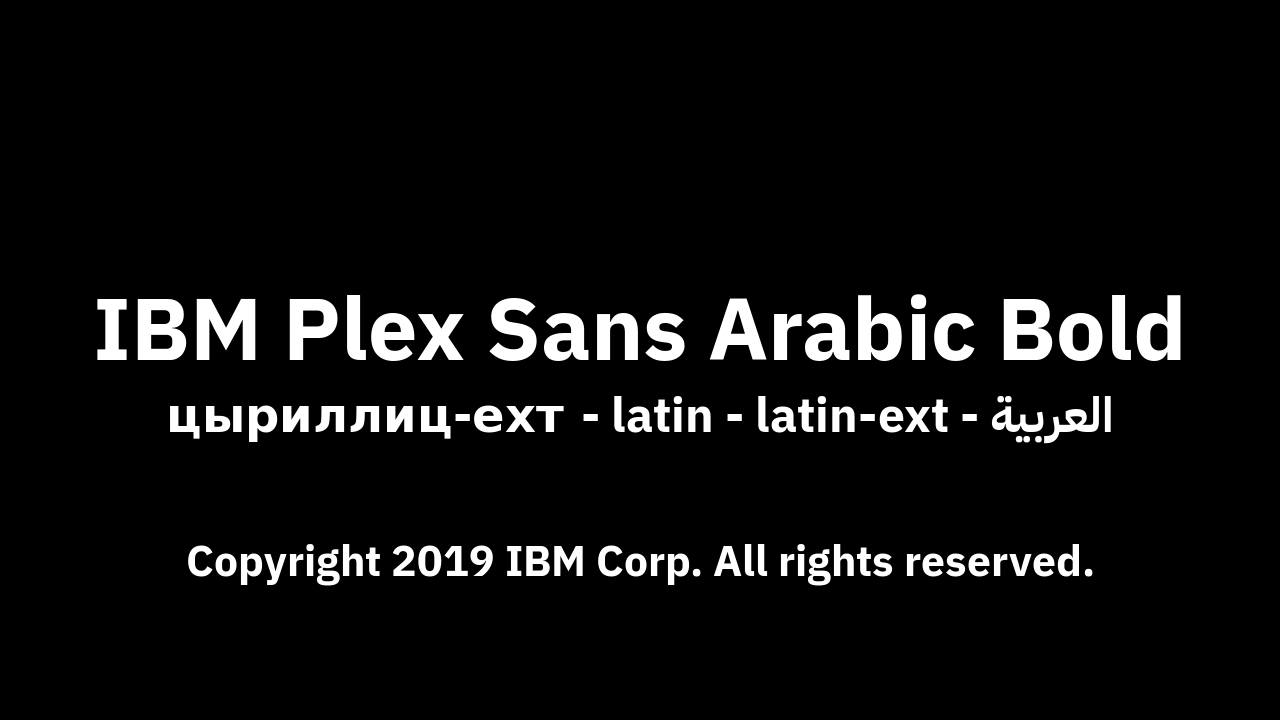 IBM Plex Sans Arabic Bold
цыриллиц-ехт - latin - latin-ext - العربية
Copyright 2019 IBM Corp. All rights reserved.